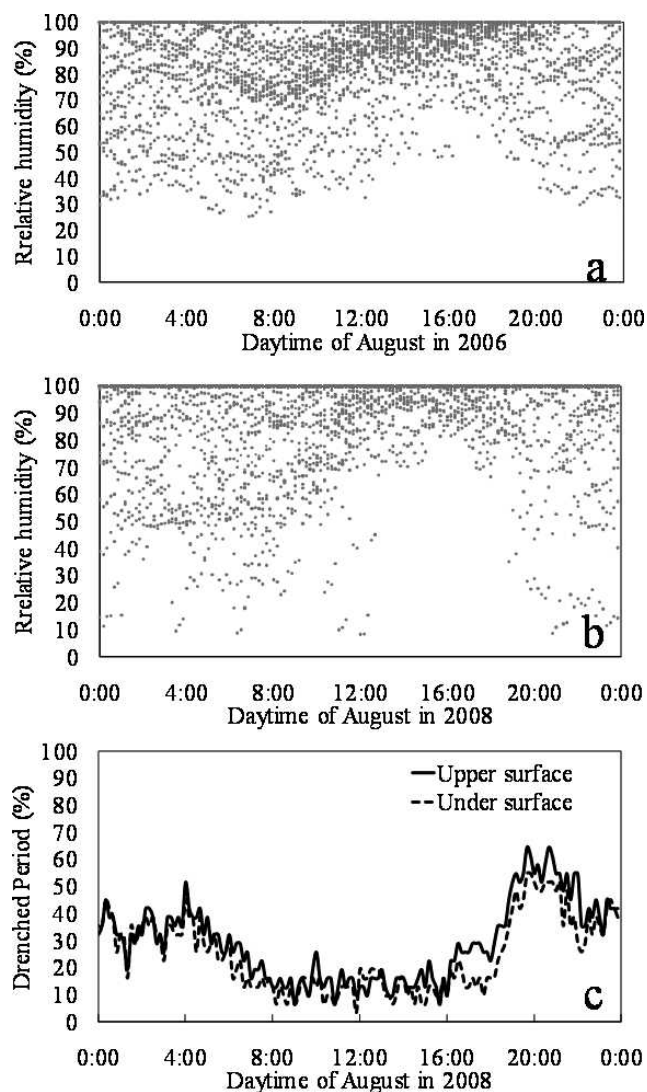 100
90
80
70
60
50
40
30
20
10
0
Rrelative humidity (%)
a
0:00 4:00 8:00 12:00 16:00 20:00 0:00
Daytime of August in 2006
100
90
80
70
60
50
40
30
20
10
0
Rrelative humidity (%)
b
0:00 4:00 8:00 12:00 16:00 20:00 0:00
Daytime of August in 2008
100
90
80
70
60
50
40
30
20
10
0
Drenched Period (%)
Upper surface
Under surface
c
0:00 4:00 8:00 12:00 16:00 20:00 0:00
Daytime of August in 2008